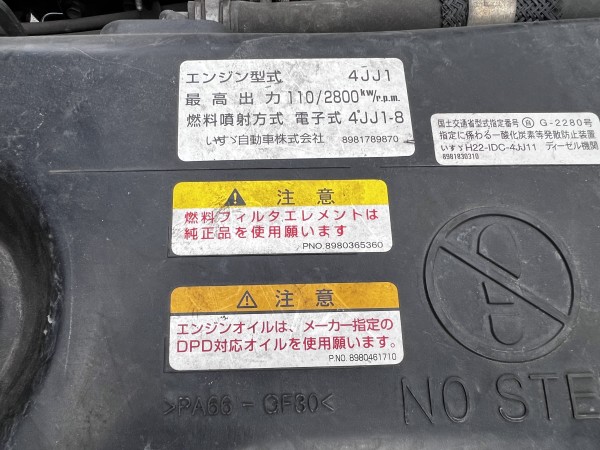 エンジン型式 4JJ1
最高出力 110/2800kw/r.p.m.
燃料噴射方式 電子式 4JJ1-8
いすゞ自動車株式会社 8981789870
国土交通省型式指定番号 自 G-2280号
指定に係わる一酸化炭素等発散防止装置
いすゞH22-IDC-4JJ11 ディーゼル機関
8981830310
⚠ 注意
燃料フィルタエレメントは
純正品を使用願います
PNO.8980365360
⚠ 注意
エンジンオイルは、メーカー指定の
DPD対応オイルを使用願います。
P.NO. 8980461710
>PA66-GF30<
NO STE